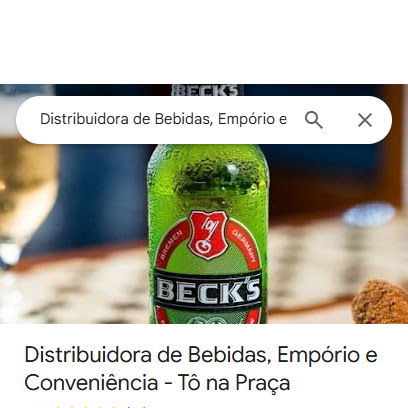 BECK'S
Distribuidora de Bebidas, Empório e
BREMEN GERMANY
BECK'S
Distribuidora de Bebidas, Empório e
Conveniência - Tô na Praça